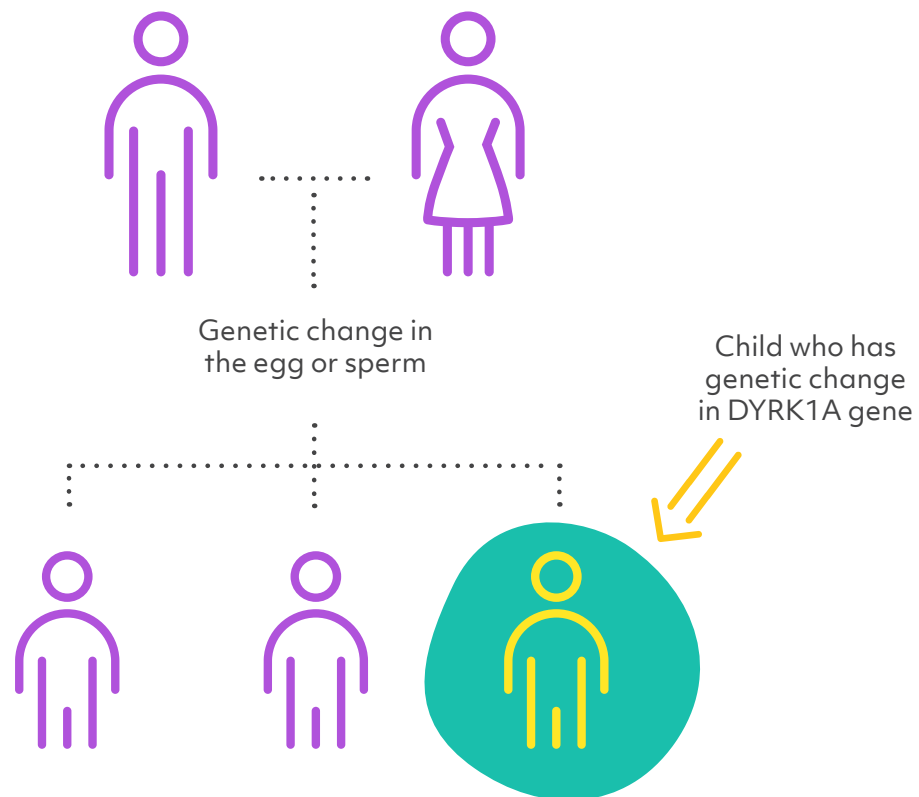 Genetic change in
the egg or sperm
Child who has
genetic change
in DYRK1A gene